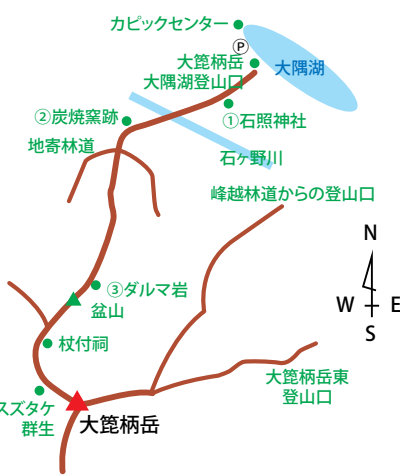 カピックセンター
P
大箆柄岳
大隅湖登山口
大隅湖
①石照神社
②炭焼窯跡
地寄林道
石ヶ野川
峰越林道からの登山口
N
W E
S
③ダルマ岩
盆山
杖付祠
スズタケ
群生
大箆柄岳
大箆柄岳東
登山口